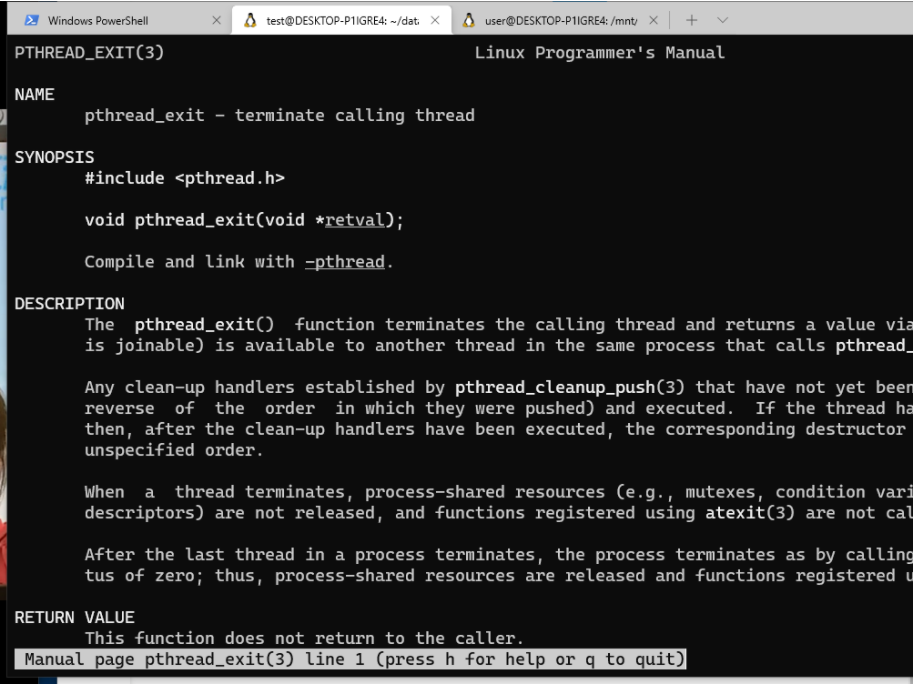 Windows PowerShell
test@DESKTOP-P1IGRE4: ~/dat
user@DESKTOP-P1IGRE4: /mnt/
PTHREAD_EXIT(3) Linux Programmer's Manual
NAME
pthread_exit - terminate calling thread
SYNOPSIS
#include <pthread.h>
void pthread_exit(void *retval);
Compile and link with -pthread.
DESCRIPTION
The pthread_exit() function terminates the calling thread and returns a value via
is joinable) is available to another thread in the same process that calls pthread_
Any clean-up handlers established by pthread_cleanup_push(3) that have not yet been
reverse of the order in which they were pushed) and executed. If the thread ha
then, after the clean-up handlers have been executed, the corresponding destructor
unspecified order.
When a thread terminates, process-shared resources (e.g., mutexes, condition vari
descriptors) are not released, and functions registered using atexit(3) are not cal
After the last thread in a process terminates, the process terminates as by calling
tus of zero; thus, process-shared resources are released and functions registered u
RETURN VALUE
This function does not return to the caller.
Manual page pthread_exit(3) line 1 (press h for help or q to quit)